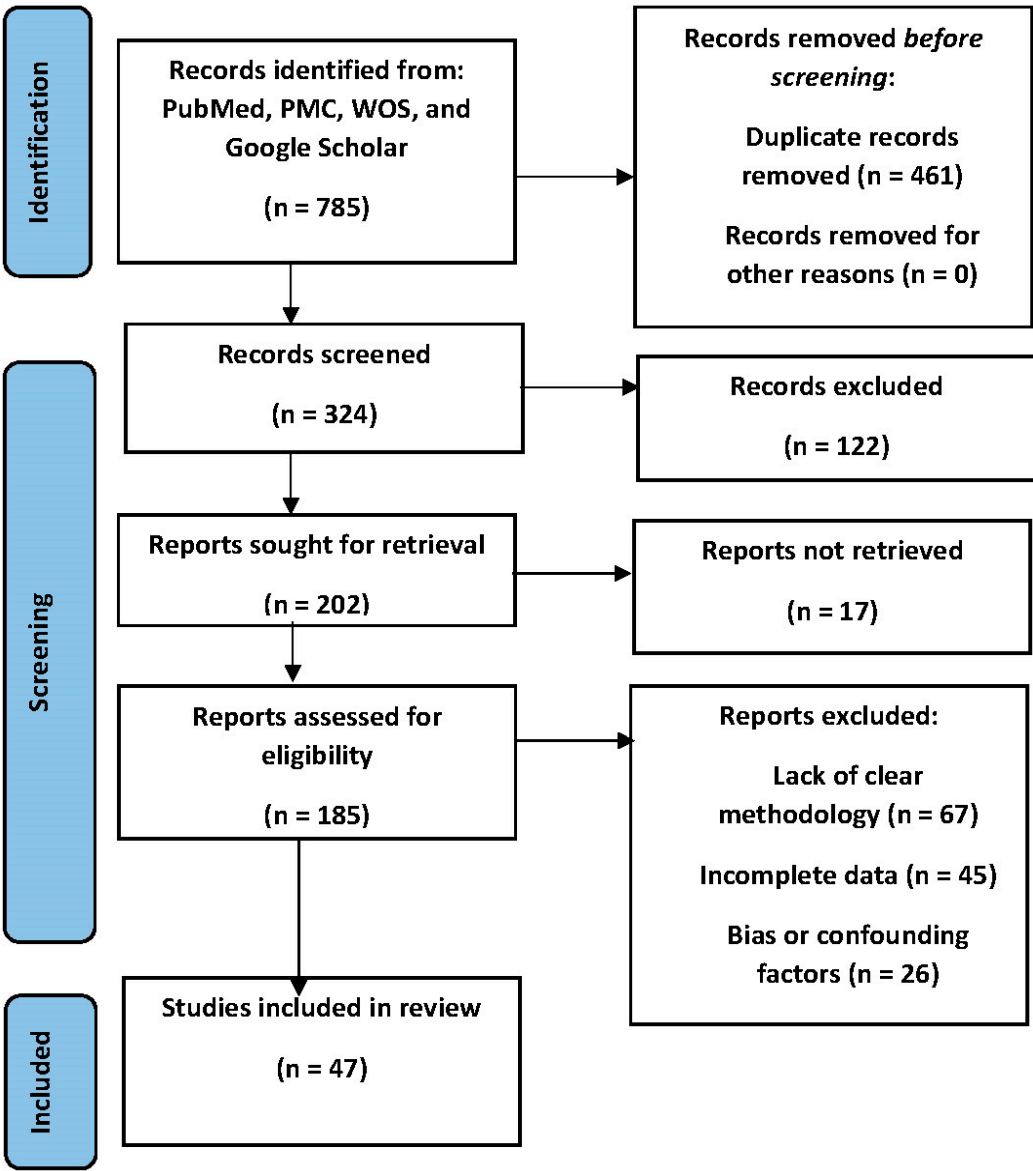 Identification
Records identified from:
PubMed, PMC, WOS, and
Google Scholar
(n = 785)
Records removed before
screening:
Duplicate records
removed (n = 461)
Records removed for
other reasons (n = 0)
Screening
Records screened
(n = 324)
Records excluded
(n = 122)
Reports sought for retrieval
(n = 202)
Reports not retrieved
(n = 17)
Reports assessed for
eligibility
(n = 185)
Reports excluded:
Lack of clear
methodology (n = 67)
Incomplete data (n = 45)
Bias or confounding
factors (n = 26)
Included
Studies included in review
(n = 47)